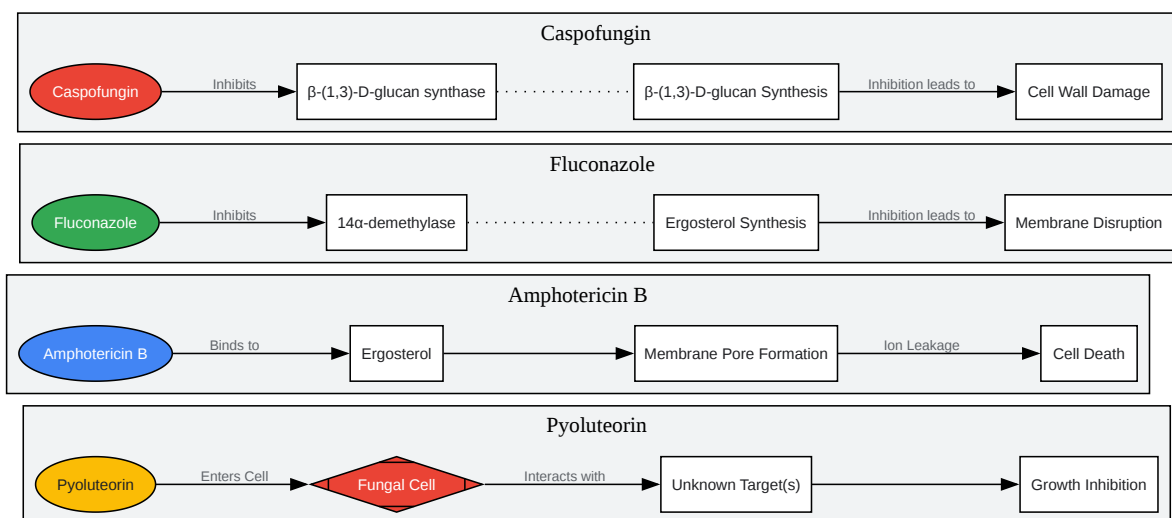 Caspofungin
Caspofungin
Inhibits
β-(1,3)-D-glucan synthase
β-(1,3)-D-glucan Synthesis
Inhibition leads to
Cell Wall Damage
Fluconazole
Fluconazole
Inhibits
14α-demethylase
Ergosterol Synthesis
Inhibition leads to
Membrane Disruption
Amphotericin B
Amphotericin B
Binds to
Ergosterol
Membrane Pore Formation
Ion Leakage
Cell Death
Pyoluteorin
Pyoluteorin
Enters Cell
Fungal Cell
Interacts with
Unknown Target(s)
Growth Inhibition